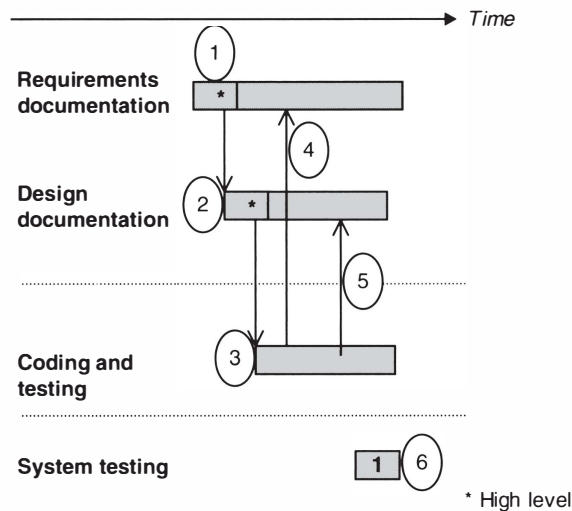 Time
1
Requirements
documentation
*
4
Design
documentation
2
*
5
3
Coding and
testing
System testing
1
6
* High level